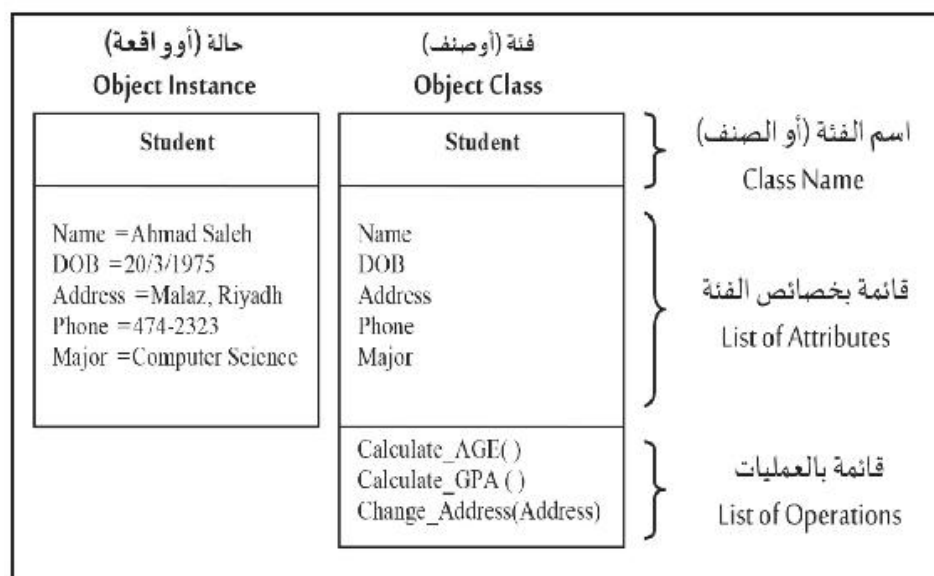 حالة (أوواقعة)
Object Instance
فئة (أوصنف)
Object Class
Student
Name =Ahmad Saleh
DOB =20/3/1975
Address =Malaz, Riyadh
Phone =474-2323
Major =Computer Science
Student
Name
DOB
Address
Phone
Major
Calculate_AGE( )
Calculate_GPA ( )
Change_Address(Address)
اسم الفئة (أو الصنف)
Class Name
قائمة بخصائص الفئة
List of Attributes
قائمة بالعمليات
List of Operations